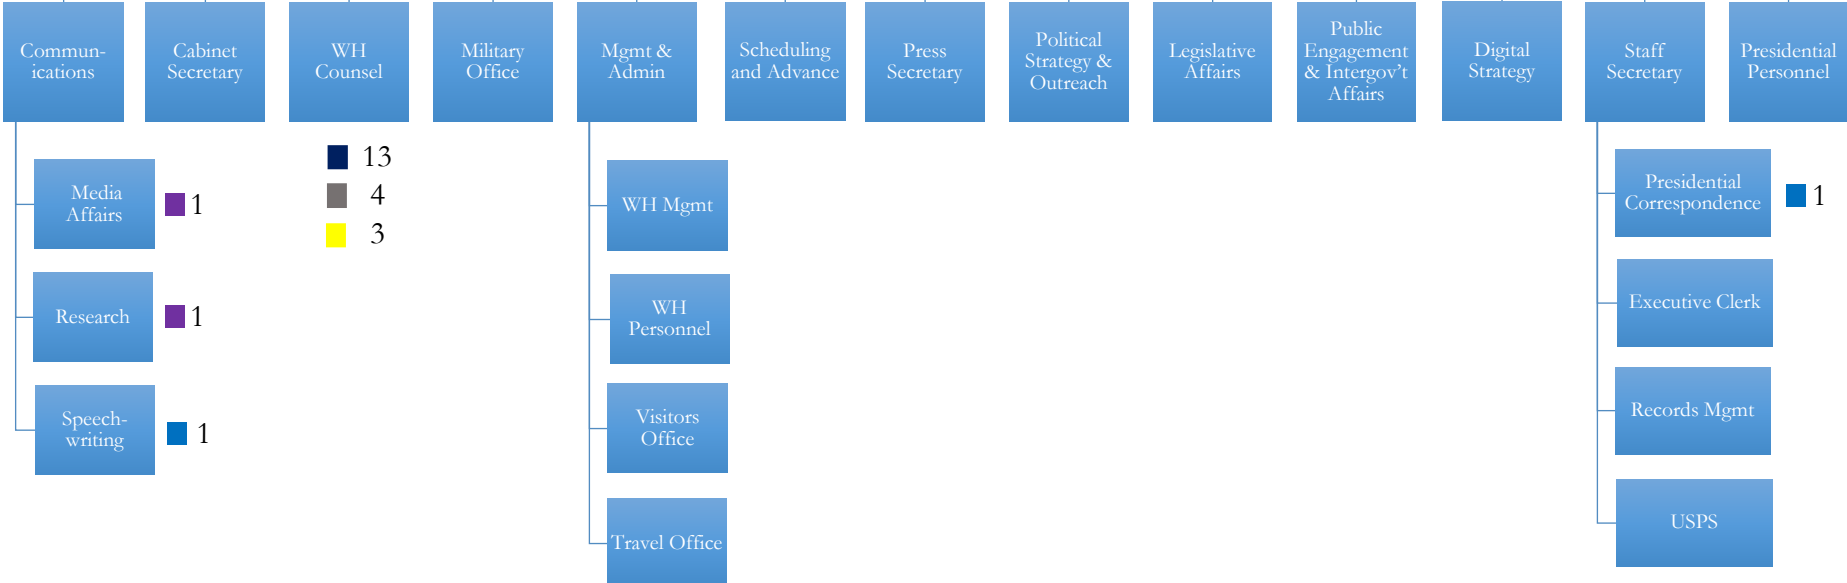 Commun-
ications
Cabinet
Secretary
WH
Counsel
Military
Office
Mgmt &
Admin
Scheduling
and Advance
Press
Secretary
Political
Strategy &
Outreach
Legislative
Affairs
Public
Engagement
& Intergov't
Affairs
Digital
Strategy
Staff
Secretary
Presidential
Personnel
Media
Affairs
1
Research
1
Speech-
writing
1
13
4
3
WH Mgmt
WH
Personnel
Visitors
Office
Travel Office
Presidential
Correspondence
1
Executive Clerk
Records Mgmt
USPS